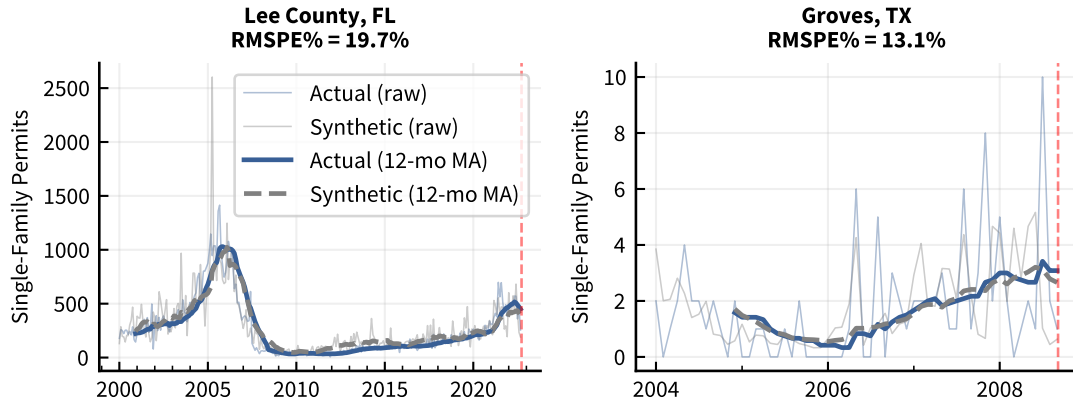 Lee County, FL
RMSPE% = 19.7%
Single-Family Permits
2500
2000
1500
1000
500
0
Actual (raw)
Synthetic (raw)
Actual (12-mo MA)
Synthetic (12-mo MA)
2000
2005
2010
2015
2020
Groves, TX
RMSPE% = 13.1%
Single-Family Permits
10
8
6
4
2
0
2004
2006
2008